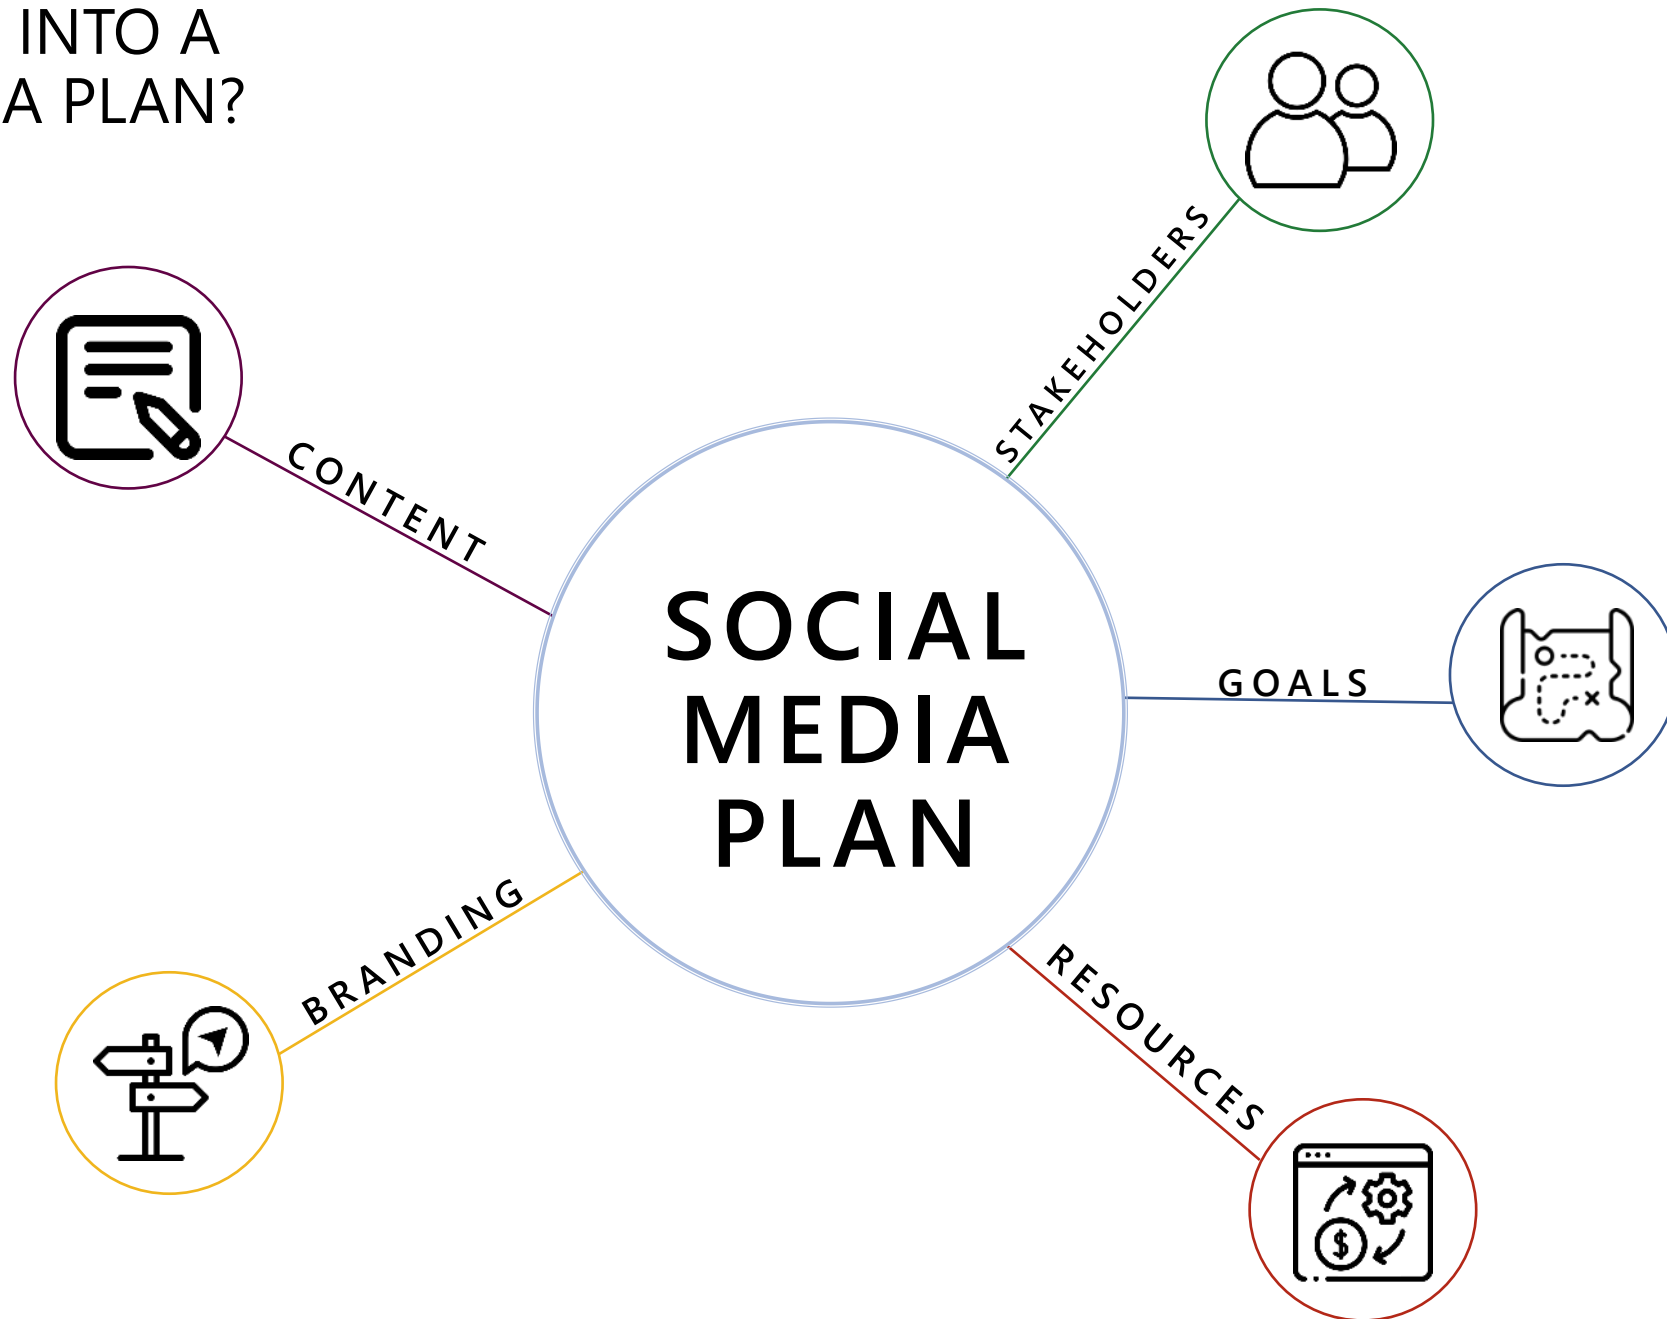 INTO A
A PLAN?
STAKEHOLDERS
CONTENT
SOCIAL
MEDIA
PLAN
GOALS
BRANDING
RESOURCES
$